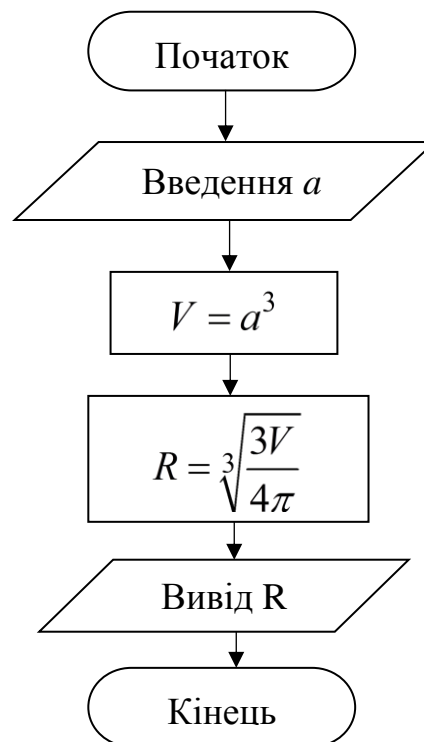 Початок
Введення a
V = a³
R = ∛(3V/4π)
Вивід R
Кінець